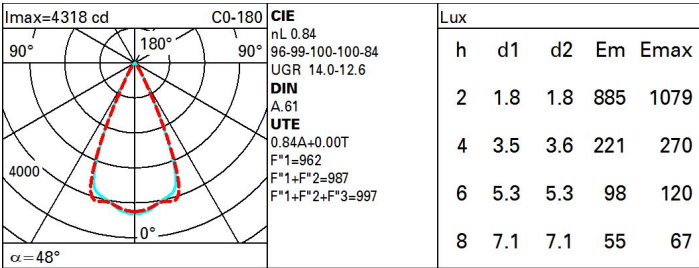 Imax=4318 cd C0-180
90° 180° 90°
4000
0°
α=48°
CIE
nL 0.84
96-99-100-100-84
UGR 14.0-12.6
DIN
A.61
UTE
0.84A+0.00T
F"1=962
F"1+F"2=987
F"1+F"2+F"3=997
Lux
h d1 d2 Em Emax
2 1.8 1.8 885 1079
4 3.5 3.6 221 270
6 5.3 5.3 98 120
8 7.1 7.1 55 67